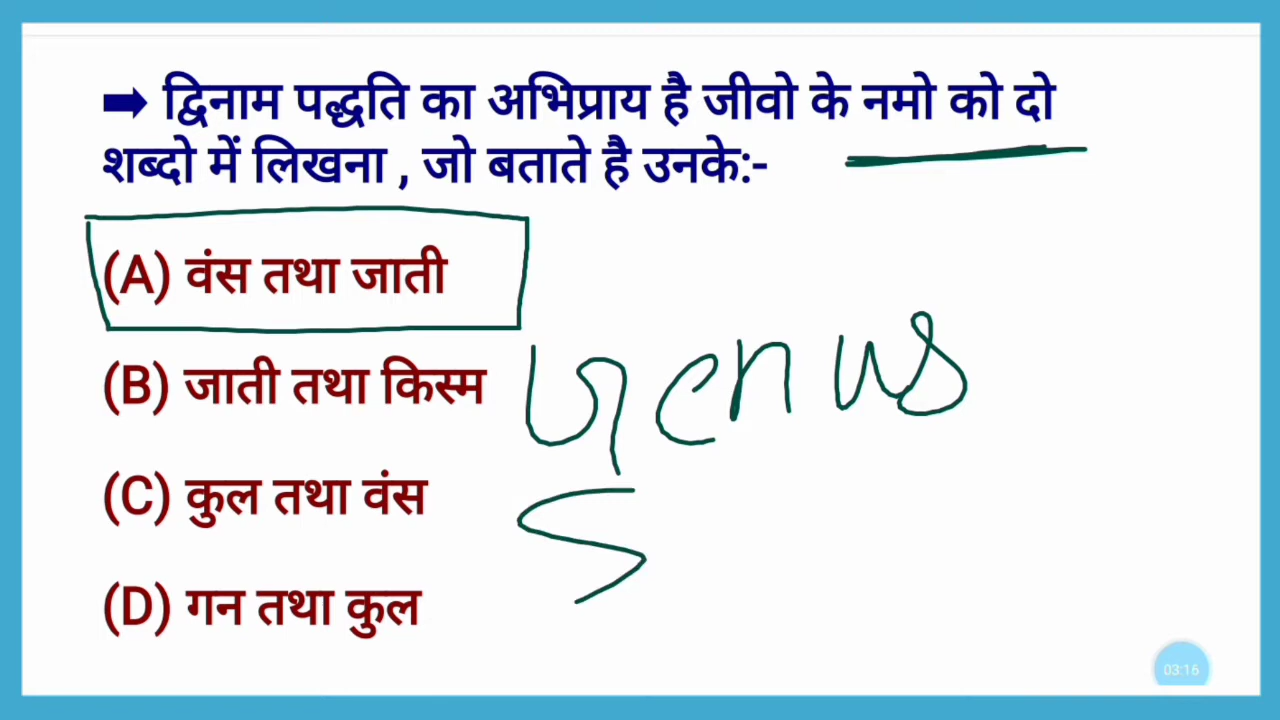 ➡ द्विनाम पद्धति का अभिप्राय है जीवो के नमो को दो
शब्दो में लिखना , जो बताते है उनके:-
(A) वंस तथा जाती
(B) जाती तथा किस्म
Genus
(C) कुल तथा वंस
S
(D) गन तथा कुल
03:16